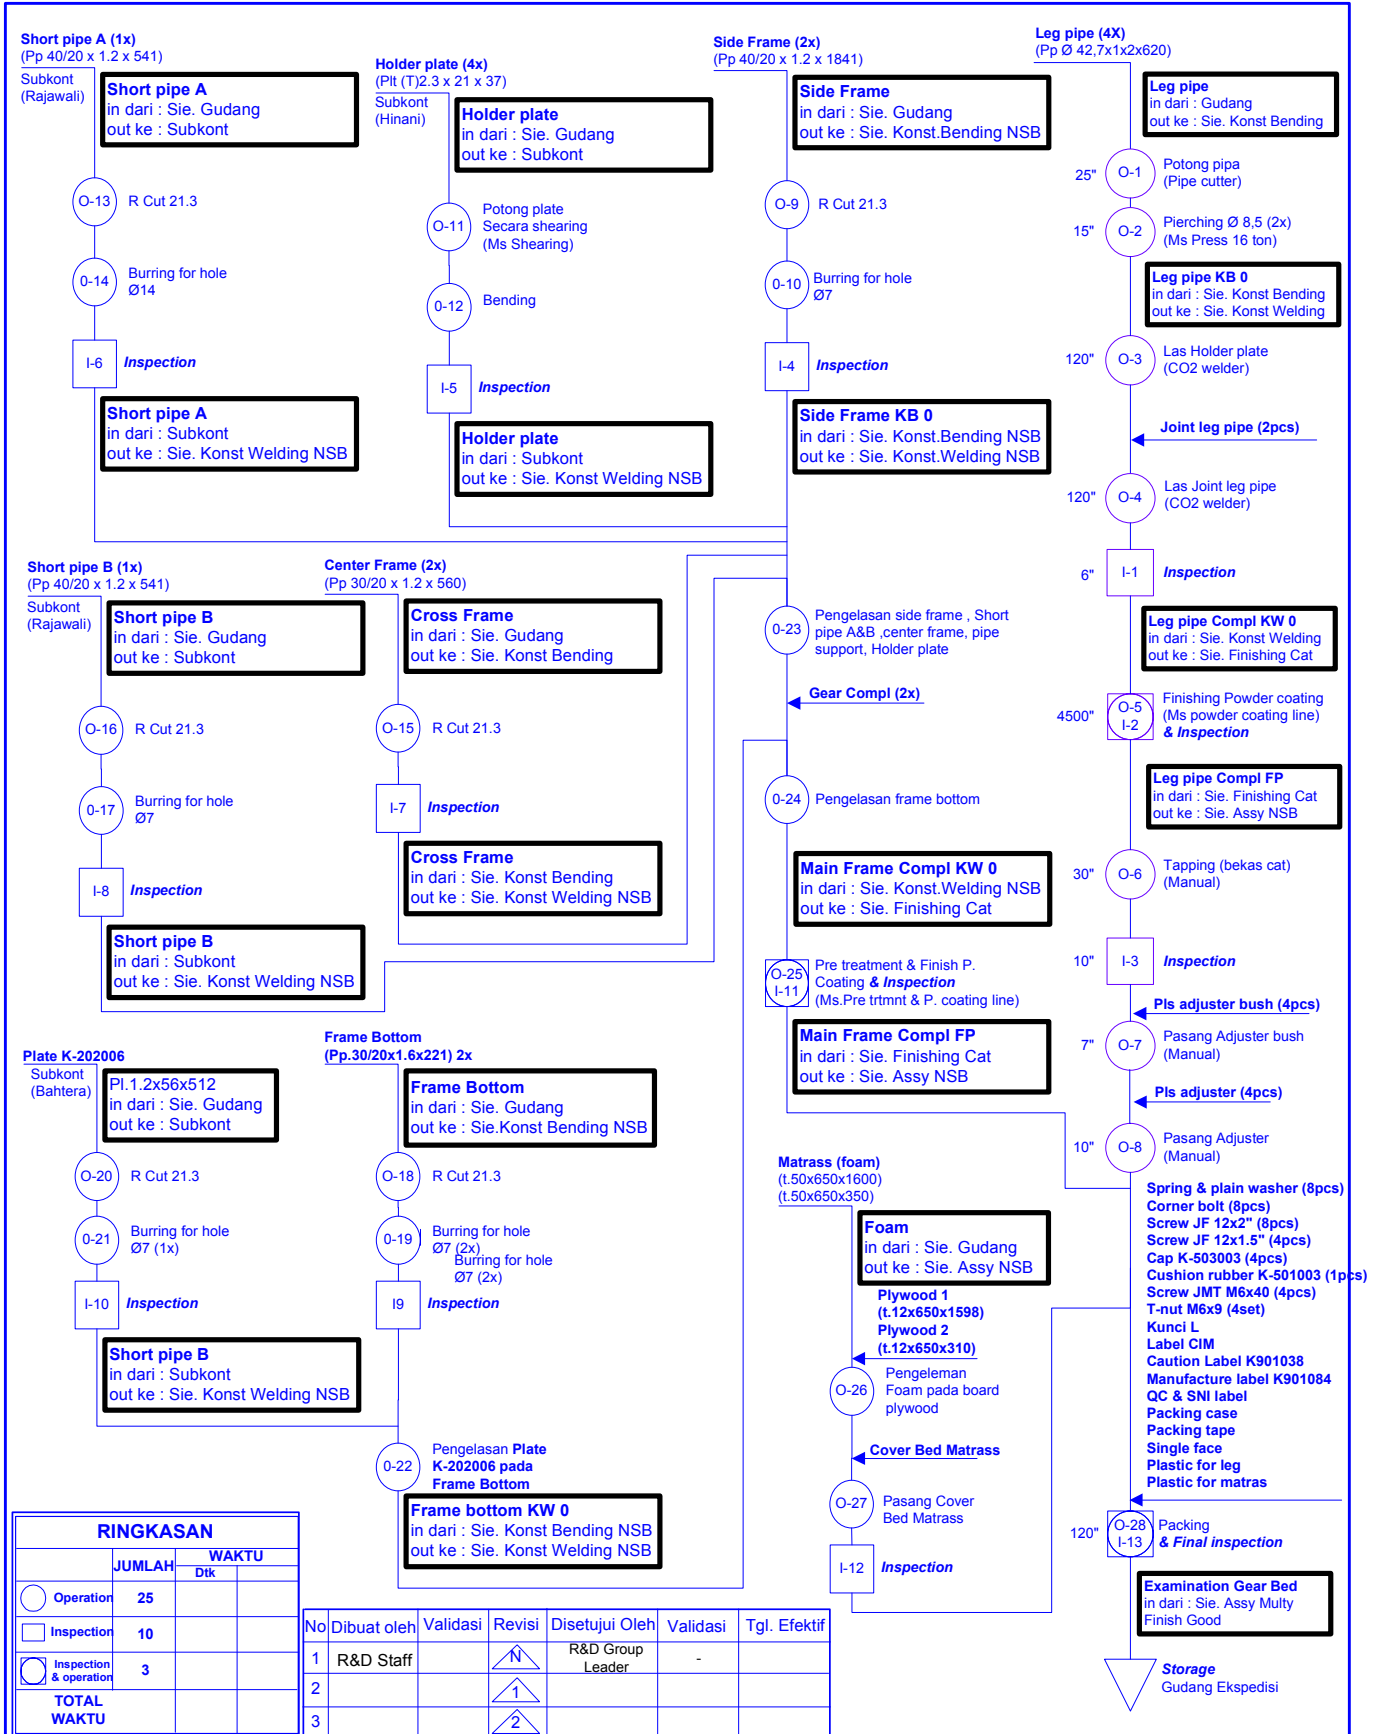 Short pipe A (1x)
(Pp 40/20 x 1.2 x 541)
Subkont
(Rajawali)
Short pipe A
in dari : Sie. Gudang
out ke : Subkont
O-13
R Cut 21.3
0-14
Burring for hole
Ø14
I-6
Inspection
Short pipe A
in dari : Subkont
out ke : Sie. Konst Welding NSB
Holder plate (4x)
(Plt (T)2.3 x 21 x 37)
Subkont
(Hinani)
Holder plate
in dari : Sie. Gudang
out ke : Subkont
O-11
Potong plate
Secara shearing
(Ms Shearing)
0-12
Bending
I-5
Inspection
Holder plate
in dari : Subkont
out ke : Sie. Konst Welding NSB
Side Frame (2x)
(Pp 40/20 x 1.2 x 1841)
Side Frame
in dari : Sie. Gudang
out ke : Sie. Konst.Bending NSB
O-9
R Cut 21.3
0-10
Burring for hole
Ø7
I-4
Inspection
Side Frame KB 0
in dari : Sie. Konst.Bending NSB
out ke : Sie. Konst.Welding NSB
Leg pipe (4X)
(Pp Ø 42,7x1x2x620)
Leg pipe
in dari : Gudang
out ke : Sie. Konst Bending
25"
O-1
Potong pipa
(Pipe cutter)
15"
O-2
Pierching Ø 8,5 (2x)
(Ms Press 16 ton)
Leg pipe KB 0
in dari : Sie. Konst Bending
out ke : Sie. Konst Welding
120"
O-3
Las Holder plate
(CO2 welder)
Joint leg pipe (2pcs)
120"
O-4
Las Joint leg pipe
(CO2 welder)
6"
I-1
Inspection
Leg pipe Compl KW 0
in dari : Sie. Konst Welding
out ke : Sie. Finishing Cat
4500"
O-5
I-2
Finishing Powder coating
(Ms powder coating line)
& Inspection
Leg pipe Compl FP
in dari : Sie. Finishing Cat
out ke : Sie. Assy NSB
30"
O-6
Tapping (bekas cat)
(Manual)
10"
I-3
Inspection
Pls adjuster bush (4pcs)
7"
O-7
Pasang Adjuster bush
(Manual)
Pls adjuster (4pcs)
10"
O-8
Pasang Adjuster
(Manual)
Short pipe B (1x)
(Pp 40/20 x 1.2 x 541)
Subkont
(Rajawali)
Short pipe B
in dari : Sie. Gudang
out ke : Subkont
O-16
R Cut 21.3
0-17
Burring for hole
Ø7
I-8
Inspection
Short pipe B
in dari : Subkont
out ke : Sie. Konst Welding NSB
Center Frame (2x)
(Pp 30/20 x 1.2 x 560)
Cross Frame
in dari : Sie. Gudang
out ke : Sie. Konst Bending
O-15
R Cut 21.3
I-7
Inspection
Cross Frame
in dari : Sie. Konst Bending
out ke : Sie. Konst Welding NSB
0-23
Pengelasan side frame , Short
pipe A&B ,center frame, pipe
support, Holder plate
Gear Compl (2x)
0-24
Pengelasan frame bottom
Main Frame Compl KW 0
in dari : Sie. Konst.Welding NSB
out ke : Sie. Finishing Cat
O-25
I-11
Pre treatment & Finish P.
Coating & Inspection
(Ms.Pre trtmnt & P. coating line)
Main Frame Compl FP
in dari : Sie. Finishing Cat
out ke : Sie. Assy NSB
Plate K-202006
Subkont
(Bahtera)
Pl.1.2x56x512
in dari : Sie. Gudang
out ke : Subkont
O-20
R Cut 21.3
0-21
Burring for hole
Ø7 (1x)
I-10
Inspection
Short pipe B
in dari : Subkont
out ke : Sie. Konst Welding NSB
Frame Bottom
(Pp.30/20x1.6x221) 2x
Frame Bottom
in dari : Sie. Gudang
out ke : Sie.Konst Bending NSB
O-18
R Cut 21.3
0-19
Burring for hole
Ø7 (2x)
Burring for hole
Ø7 (2x)
I9
Inspection
0-22
Pengelasan Plate
K-202006 pada
Frame Bottom
Frame bottom KW 0
in dari : Sie. Konst Bending NSB
out ke : Sie. Konst Welding NSB
Matrass (foam)
(t.50x650x1600)
(t.50x650x350)
Foam
in dari : Sie. Gudang
out ke : Sie. Assy NSB
Plywood 1
(t.12x650x1598)
Plywood 2
(t.12x650x310)
O-26
Pengeleman
Foam pada board
plywood
Cover Bed Matrass
O-27
Pasang Cover
Bed Matrass
I-12
Inspection
Spring & plain washer (8pcs)
Corner bolt (8pcs)
Screw JF 12x2" (8pcs)
Screw JF 12x1.5" (4pcs)
Cap K-503003 (4pcs)
Cushion rubber K-501003 (1pcs)
Screw JMT M6x40 (4pcs)
T-nut M6x9 (4set)
Kunci L
Label CIM
Caution Label K901038
Manufacture label K901084
QC & SNI label
Packing case
Packing tape
Single face
Plastic for leg
Plastic for matras
120"
O-28
I-13
Packing
& Final inspection
Examination Gear Bed
in dari : Sie. Assy Multy
Finish Good
Storage
Gudang Ekspedisi
RINGKASAN
JUMLAH
WAKTU
Dtk
Operation 25
Inspection 10
Inspection
& operation
3
TOTAL
WAKTU
No Dibuat oleh Validasi Revisi Disetujui Oleh Validasi Tgl. Efektif
1 R&D Staff N R&D Group
Leader
-
2 1
3 2